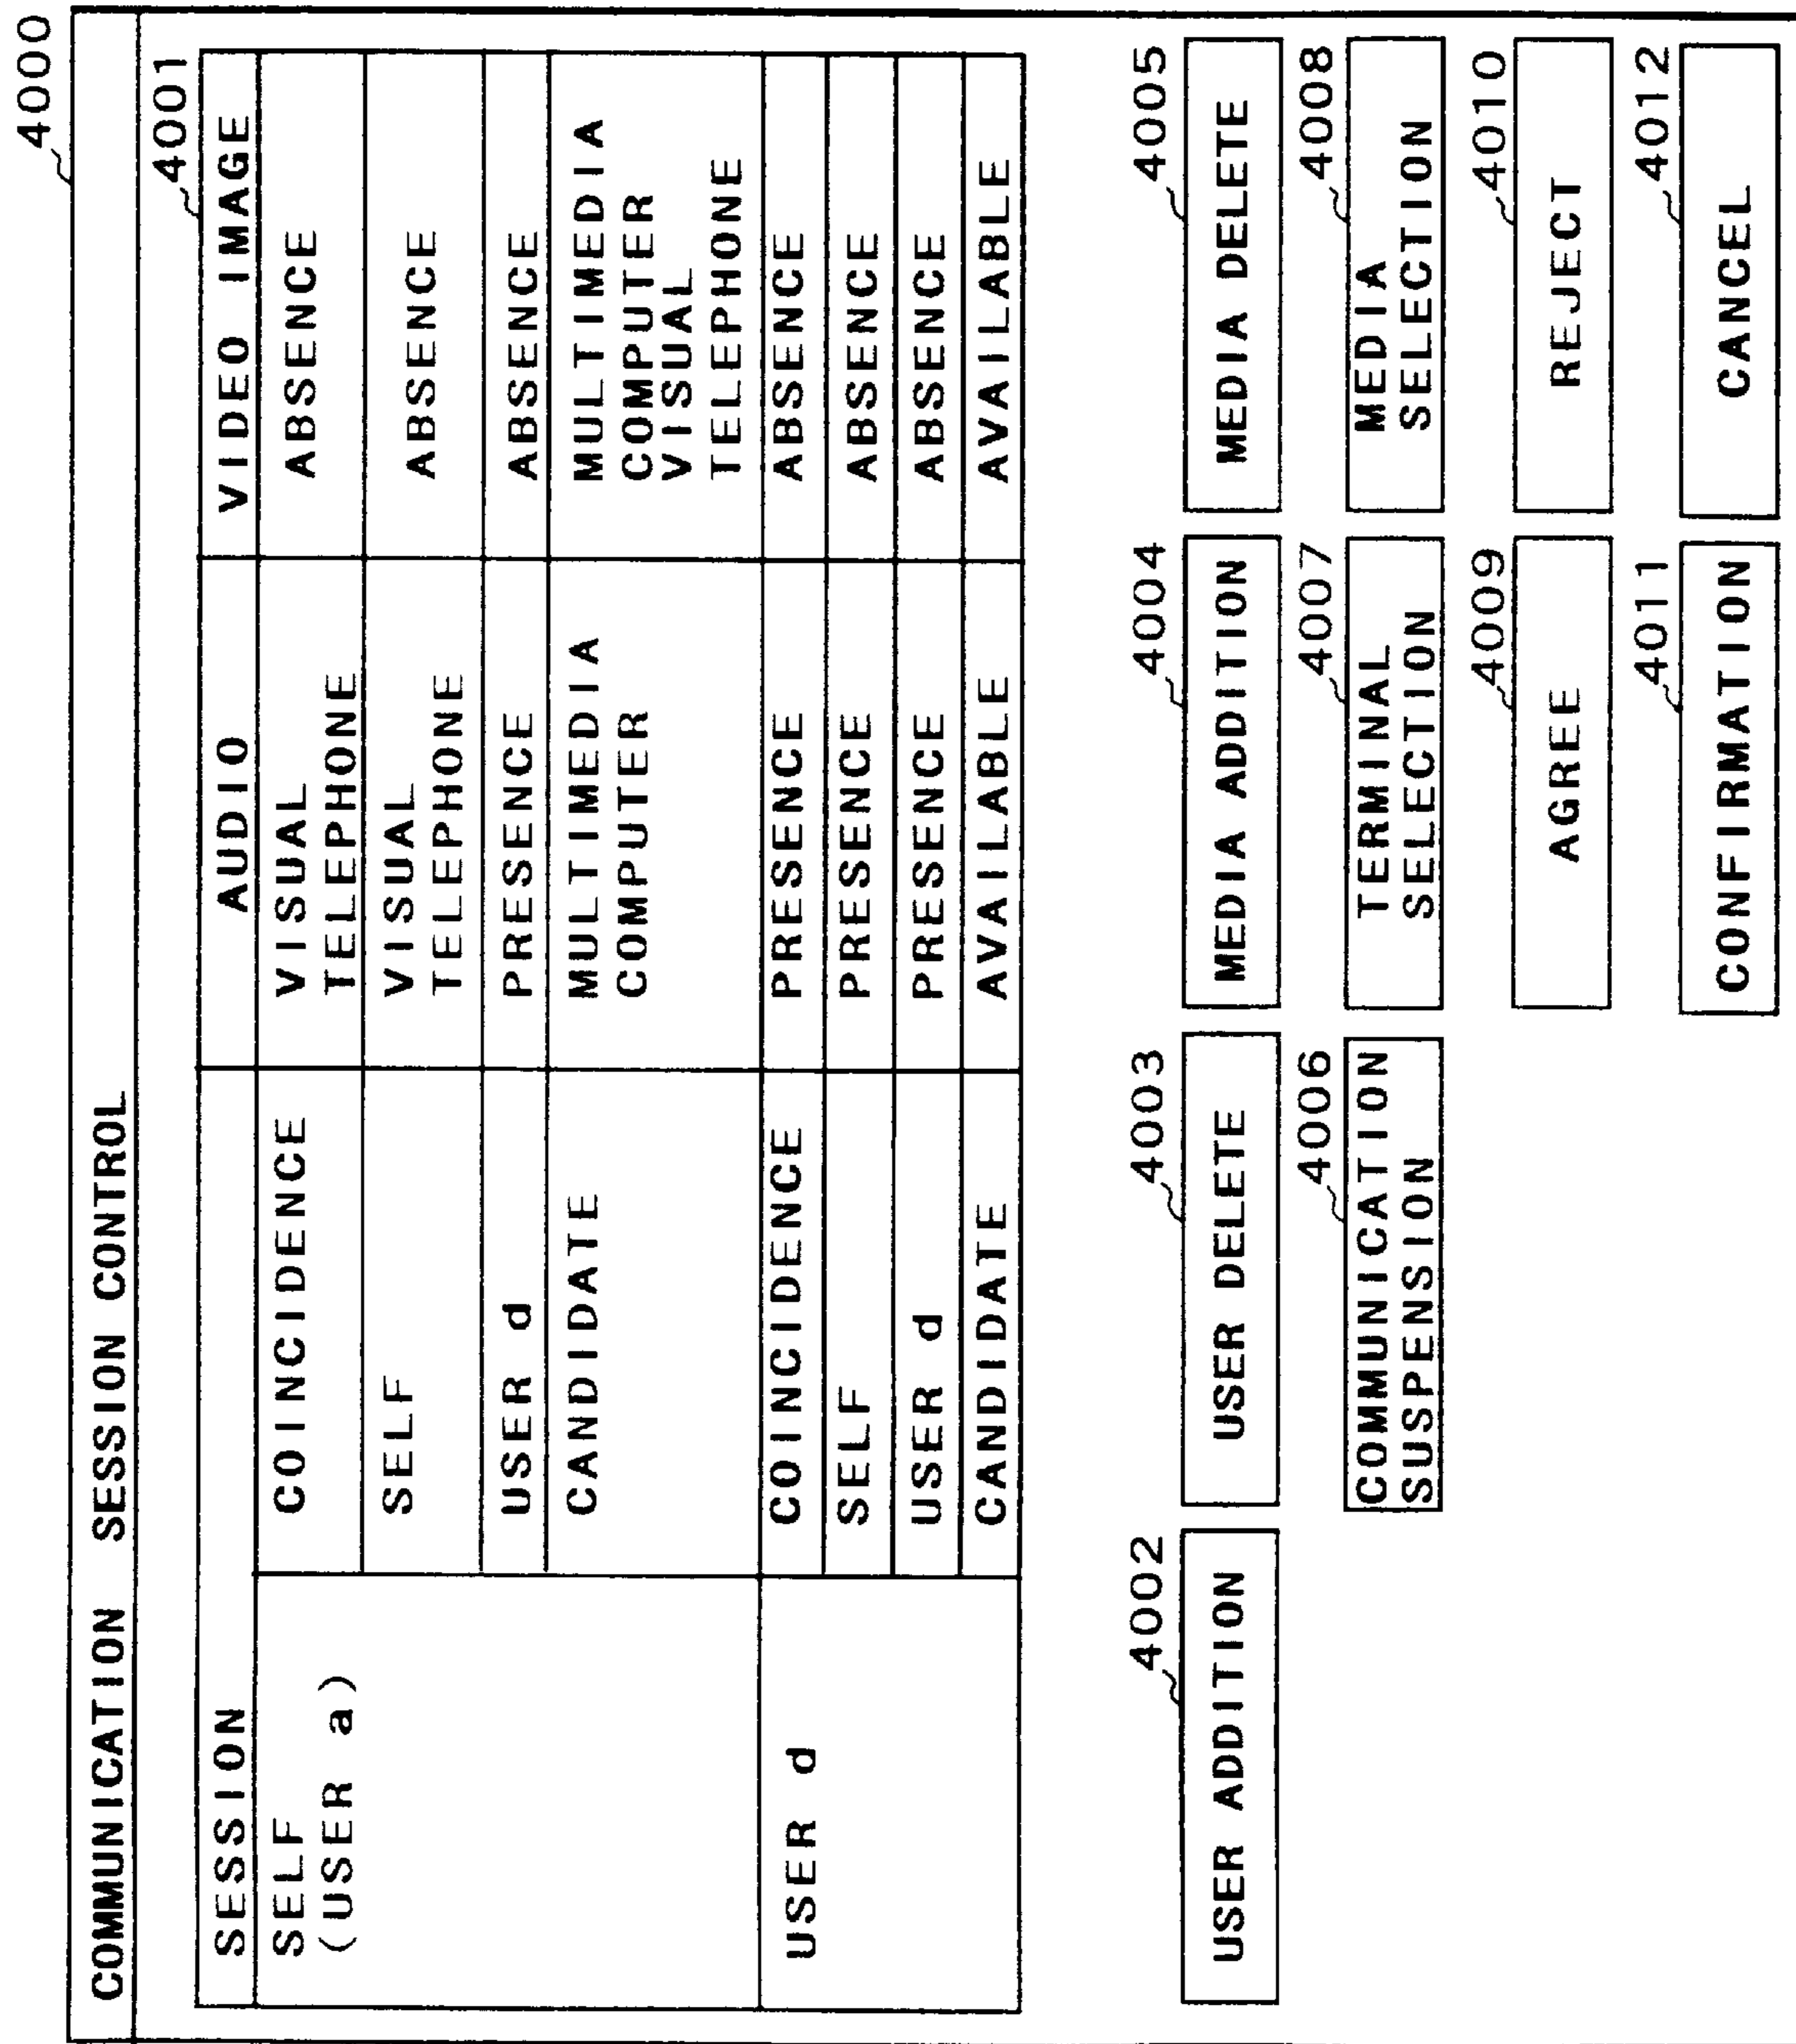 4000
COMMUNICATION SESSION CONTROL
4001
SESSION AUDIO VIDEO IMAGE
SELF
(USER a)
COINCIDENCE
VISUAL
TELEPHONE
ABSENCE
SELF
VISUAL
TELEPHONE
ABSENCE
USER d PRESENCE ABSENCE
CANDIDATE
MULTIMEDIA
COMPUTER
MULTIMEDIA
COMPUTER
VISUAL
TELEPHONE
USER d
COINCIDENCE PRESENCE ABSENCE
SELF PRESENCE ABSENCE
USER d PRESENCE ABSENCE
CANDIDATE AVAILABLE AVAILABLE
4002 4003 4004 4005
USER ADDITION USER DELETE MEDIA ADDITION MEDIA DELETE
4006 4007 4008
COMMUNICATION
SUSPENSION
TERMINAL
SELECTION
MEDIA
SELECTION
4009 4010
AGREE REJECT
4011 4012
CONFIRMATION CANCEL